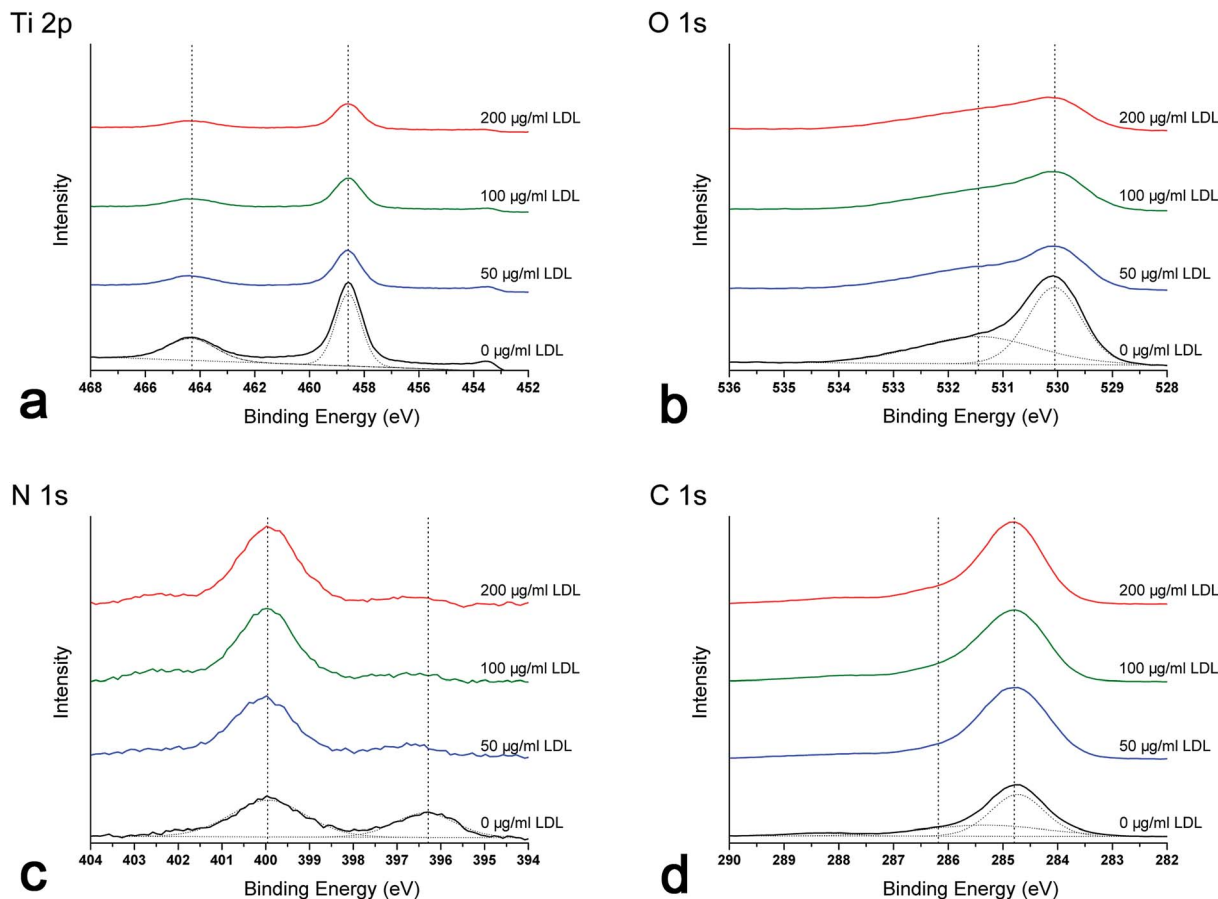 Ti 2p
Intensity
200 µg/ml LDL
100 µg/ml LDL
50 µg/ml LDL
0 µg/ml LDL
468 466 464 462 460 458 456 454 452
Binding Energy (eV)
a
O 1s
Intensity
200 µg/ml LDL
100 µg/ml LDL
50 µg/ml LDL
0 µg/ml LDL
536 535 534 533 532 531 530 529 528
Binding Energy (eV)
b
N 1s
Intensity
200 µg/ml LDL
100 µg/ml LDL
50 µg/ml LDL
0 µg/ml LDL
404 403 402 401 400 399 398 397 396 395 394
Binding Energy (eV)
c
C 1s
Intensity
200 µg/ml LDL
100 µg/ml LDL
50 µg/ml LDL
0 µg/ml LDL
290 289 288 287 286 285 284 283 282
Binding Energy (eV)
d